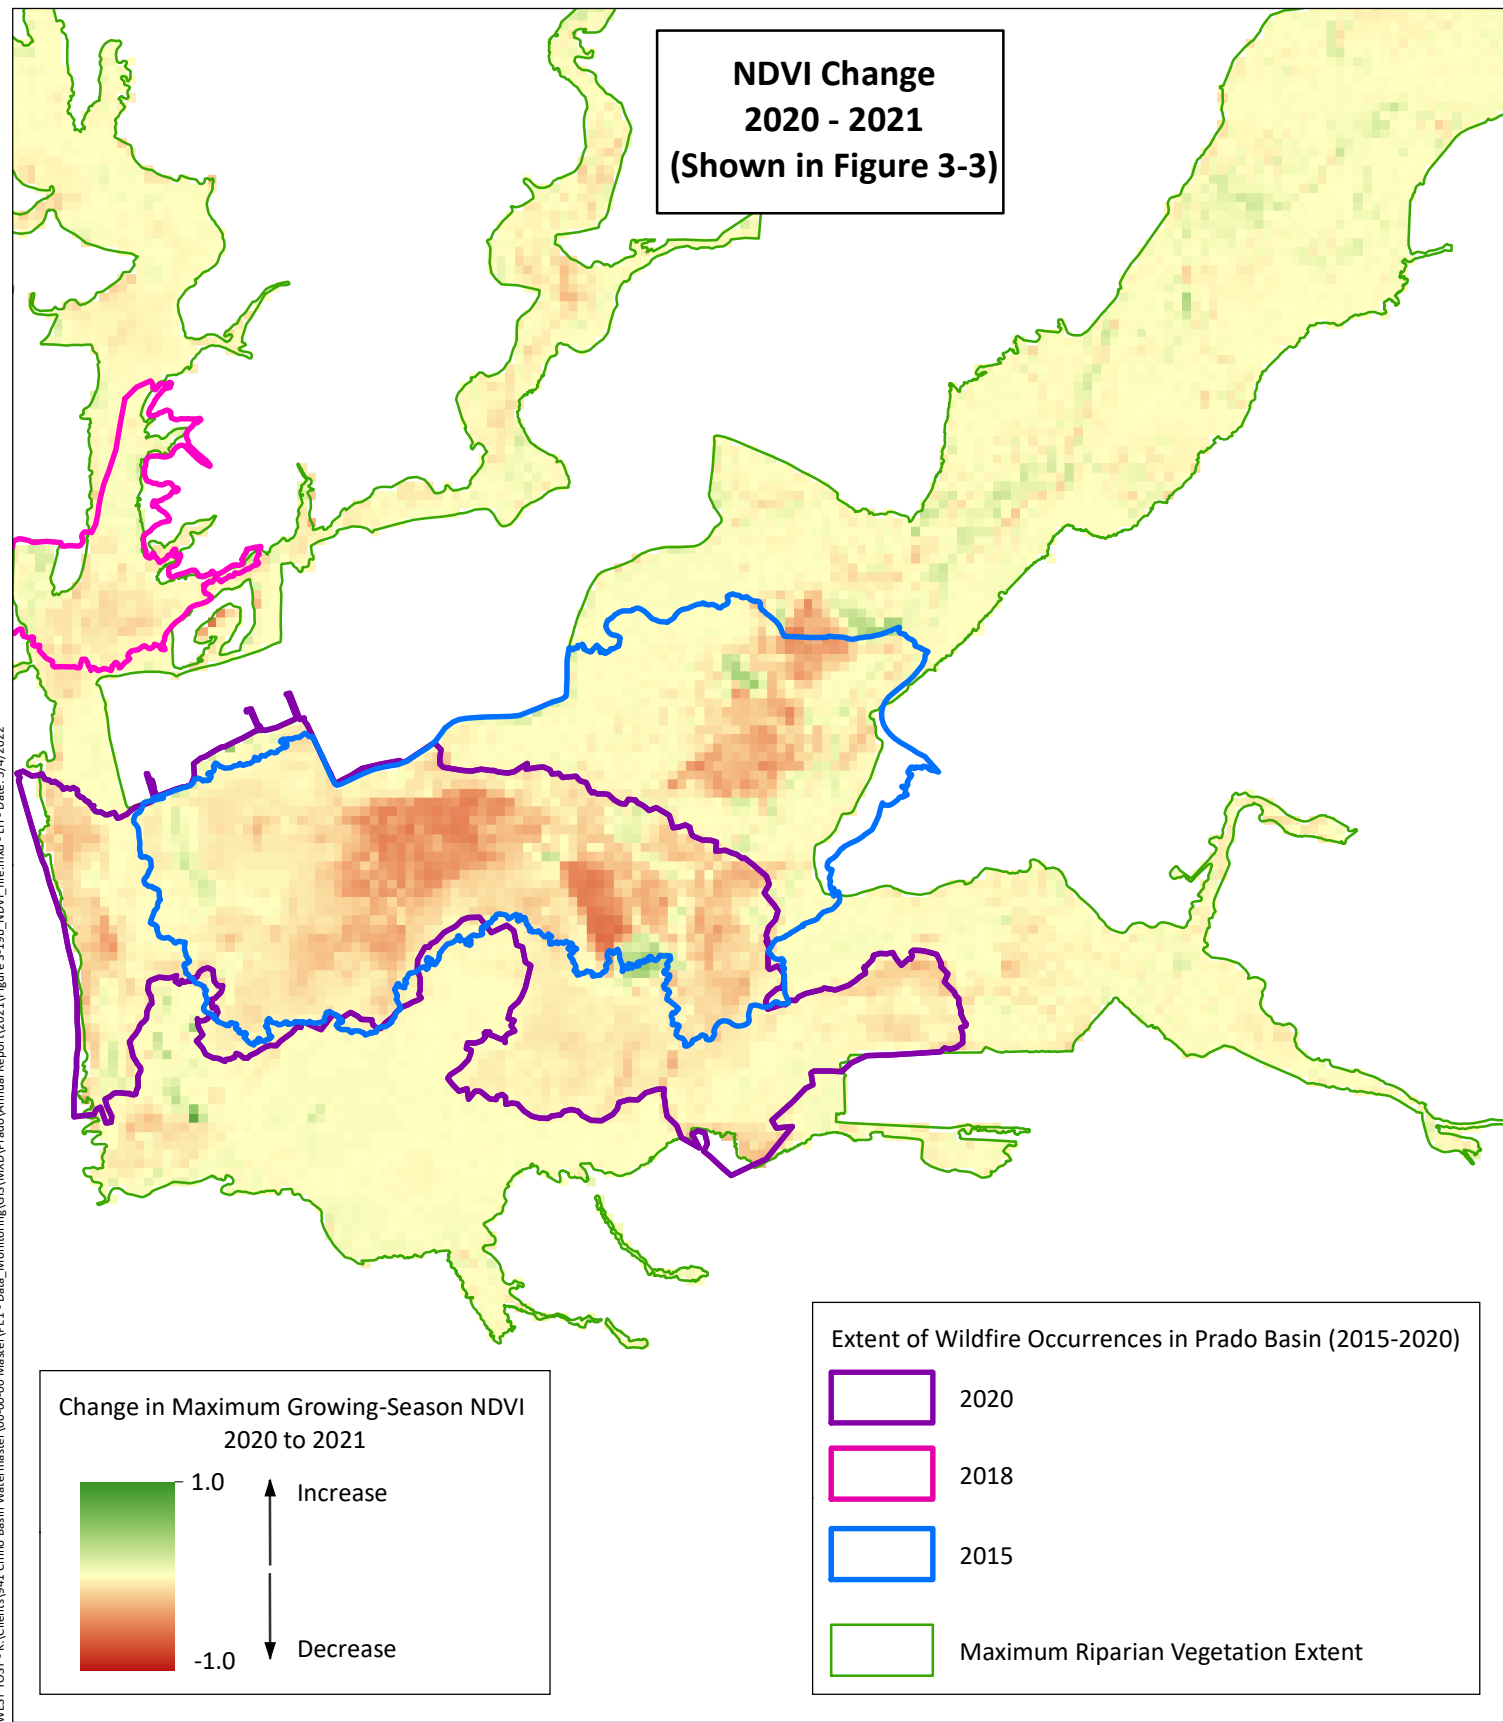 NDVI Change
2020 - 2021
(Shown in Figure 3-3)
Extent of Wildfire Occurrences in Prado Basin (2015-2020)
2020
2018
2015
Maximum Riparian Vegetation Extent
Change in Maximum Growing-Season NDVI
2020 to 2021
1.0
Increase
Decrease
-1.0